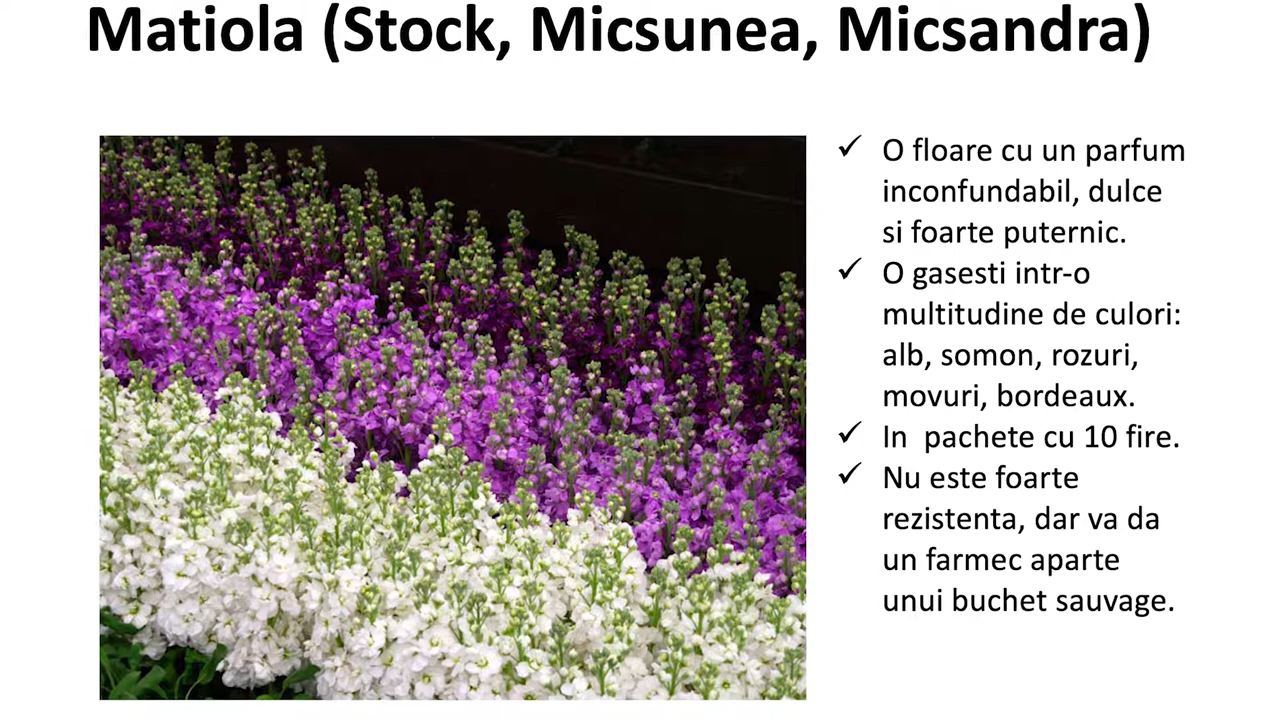 Matiola (Stock, Micsunea, Micsandra)
✓ O floare cu un parfum
inconfundabil, dulce
si foarte puternic.
✓ O gasesti intr-o
multitudine de culori:
alb, somon, rozuri,
movuri, bordeaux.
✓ In  pachete cu 10 fire.
✓ Nu este foarte
rezistenta, dar va da
un farmec aparte
unui buchet sauvage.